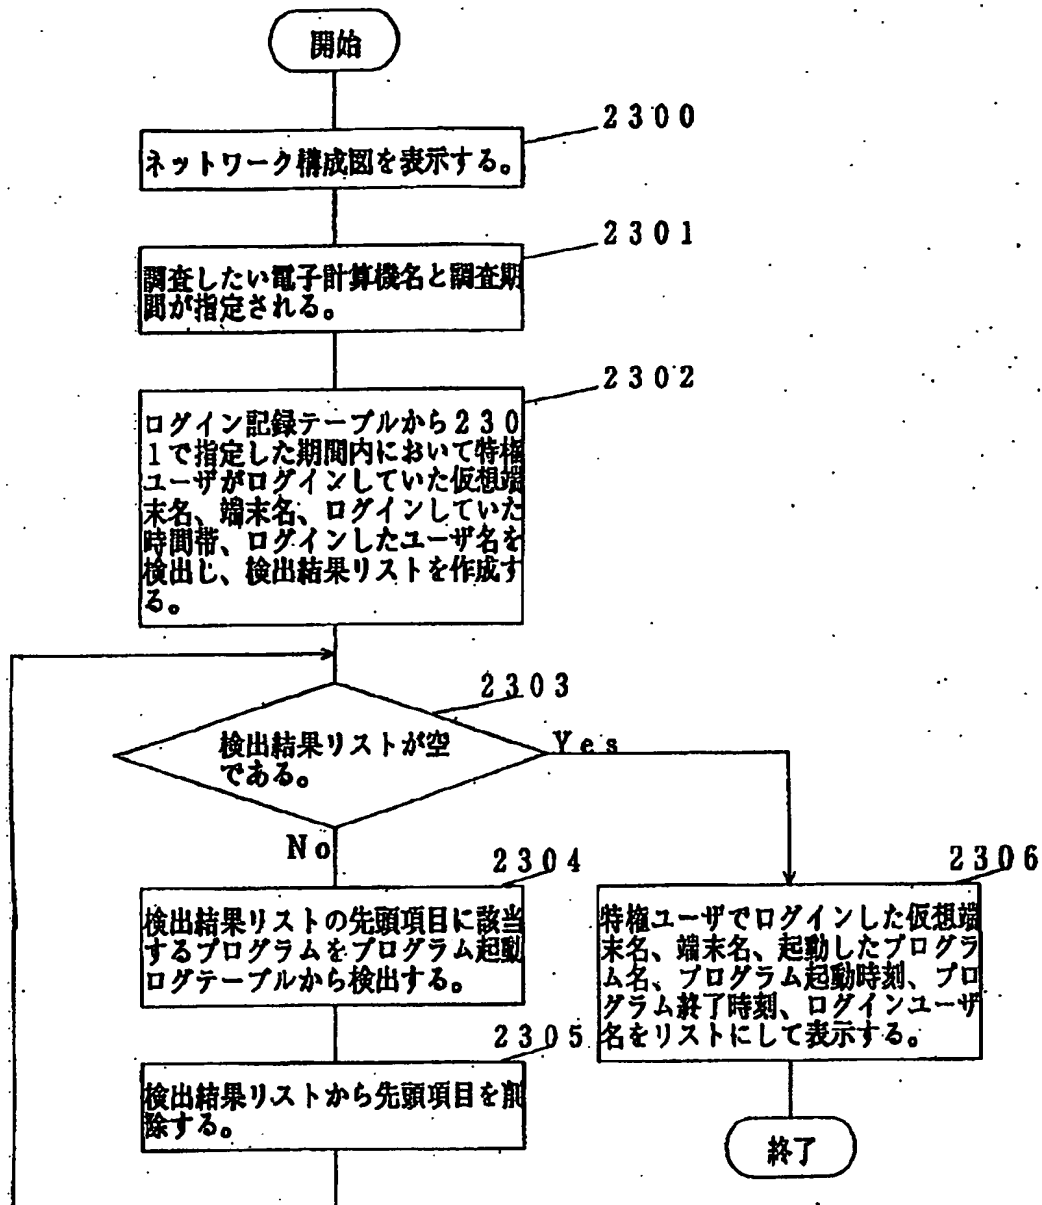 開始
2300
ネットワーク構成図を表示する。
2301
調査したい電子計算機名と調査期
間が指定される。
2302
ログイン記録テーブルから230
1で指定した期間内において特権
ユーザがログインしていた仮想端
末名、端末名、ログインしていた
時間帯、ログインしたユーザ名を
検出し、検出結果リストを作成す
る。
2303
検出結果リストが空
である。
Yes
No
2304
検出結果リストの先頭項目に該当
するプログラムをプログラム起動
ログテーブルから検出する。
2305
検出結果リストから先頭項目を削
除する。
2306
特権ユーザでログインした仮想端
末名、端末名、起動したプログラ
ム名、プログラム起動時刻、プロ
グラム終了時刻、ログインユーザ
名をリストにして表示する。
終了